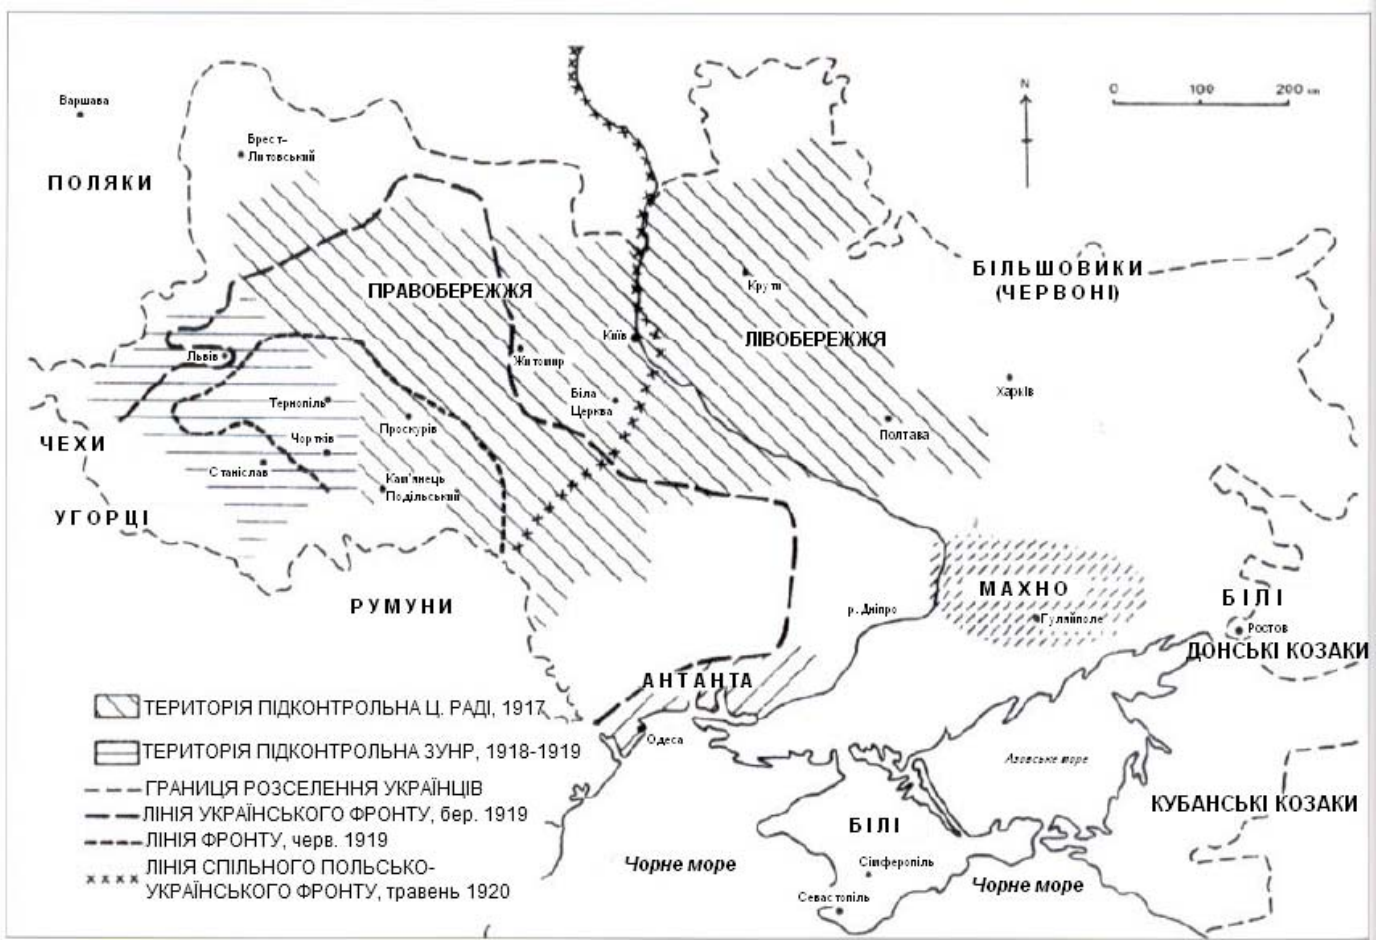 Варшава
Брест-
Литовський
ПОЛЯКИ
N
0 100 200 км
ПРАВОБЕРЕЖЖЯ
Крути
БІЛЬШОВИКИ
(ЧЕРВОНІ)
ЛІВОБЕРЕЖЖЯ
Київ
Львів
Житомир
Харків
Тернопіль
Біла
Церква
Проскурів
Полтава
ЧЕХИ
Чортків
Станіслав
Кам'янець
Подільський
УГОРЦІ
РУМУНИ
МАХНО
р. Дніпро
Гуляйполе
БІЛІ
Ростов
ДОНСЬКІ КОЗАКИ
АНТАНТА
Одеса
Азовське море
КУБАНСЬКІ КОЗАКИ
БІЛІ
Сімферопіль
Севастопіль
Чорне море
Чорне море
ТЕРИТОРІЯ ПІДКОНТРОЛЬНА Ц. РАДІ, 1917
ТЕРИТОРІЯ ПІДКОНТРОЛЬНА ЗУНР, 1918-1919
ГРАНИЦЯ РОЗСЕЛЕННЯ УКРАЇНЦІВ
ЛІНІЯ УКРАЇНСЬКОГО ФРОНТУ, бер. 1919
ЛІНІЯ ФРОНТУ, черв. 1919
ЛІНІЯ СПІЛЬНОГО ПОЛЬСЬКО-
УКРАЇНСЬКОГО ФРОНТУ, травень 1920